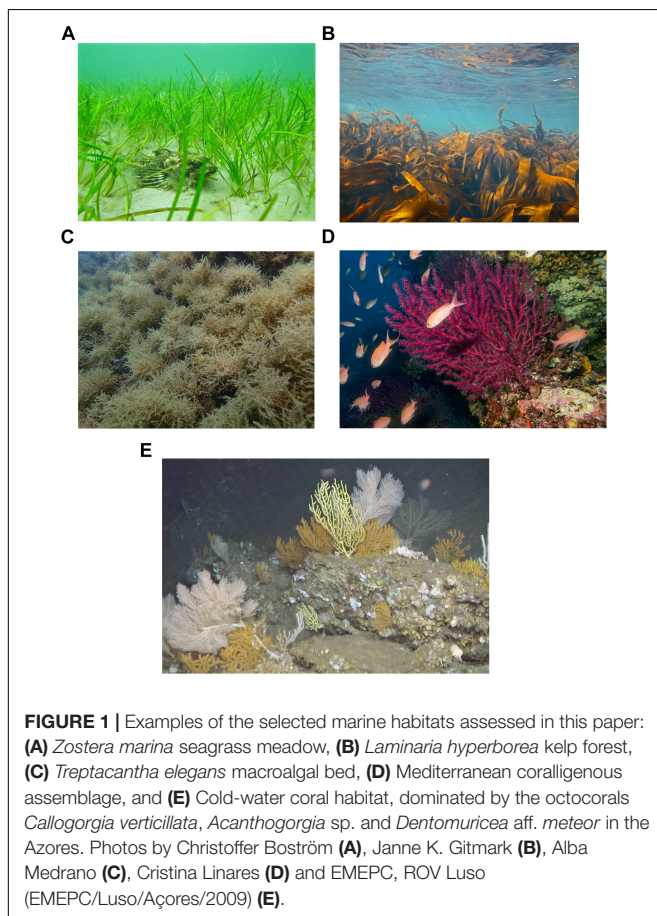 A
B
C
D
E
FIGURE 1 | Examples of the selected marine habitats assessed in this paper:
(A) Zostera marina seagrass meadow, (B) Laminaria hyperborea kelp forest,
(C) Treptacantha elegans macroalgal bed, (D) Mediterranean coralligenous
assemblage, and (E) Cold-water coral habitat, dominated by the octocorals
Callogorgia verticillata, Acanthogorgia sp. and Dentomuricea aff. meteor in the
Azores. Photos by Christoffer Boström (A), Janne K. Gitmark (B), Alba
Medrano (C), Cristina Linares (D) and EMEPC, ROV Luso
(EMEPC/Luso/Açores/2009) (E).